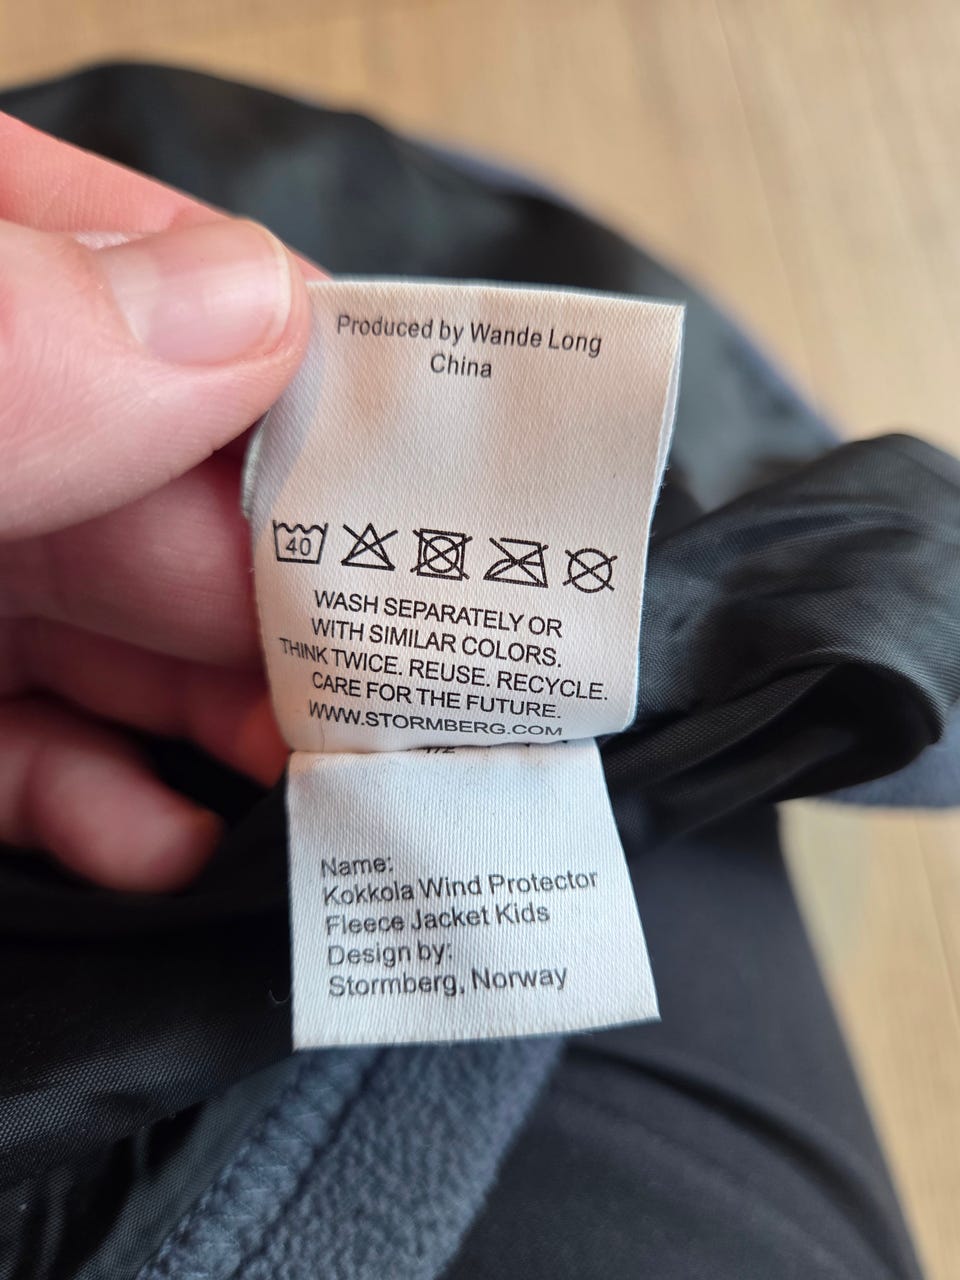 Produced by Wande Long
China
40
WASH SEPARATELY OR
WITH SIMILAR COLORS.
THINK TWICE. REUSE. RECYCLE.
CARE FOR THE FUTURE.
WWW.STORMBERG.COM
Name:
Kokkola Wind Protector
Fleece Jacket Kids
Design by:
Stormberg, Norway